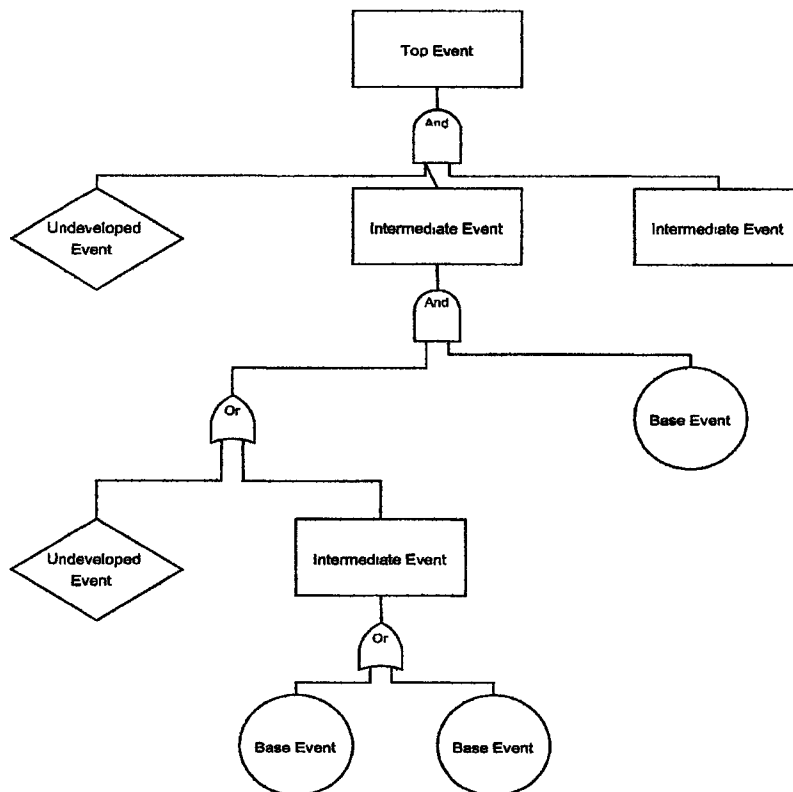 Top Event
And
Undeveloped
Event
Intermediate Event
Intermediate Event
And
Or
Base Event
Undeveloped
Event
Intermediate Event
Or
Base Event
Base Event